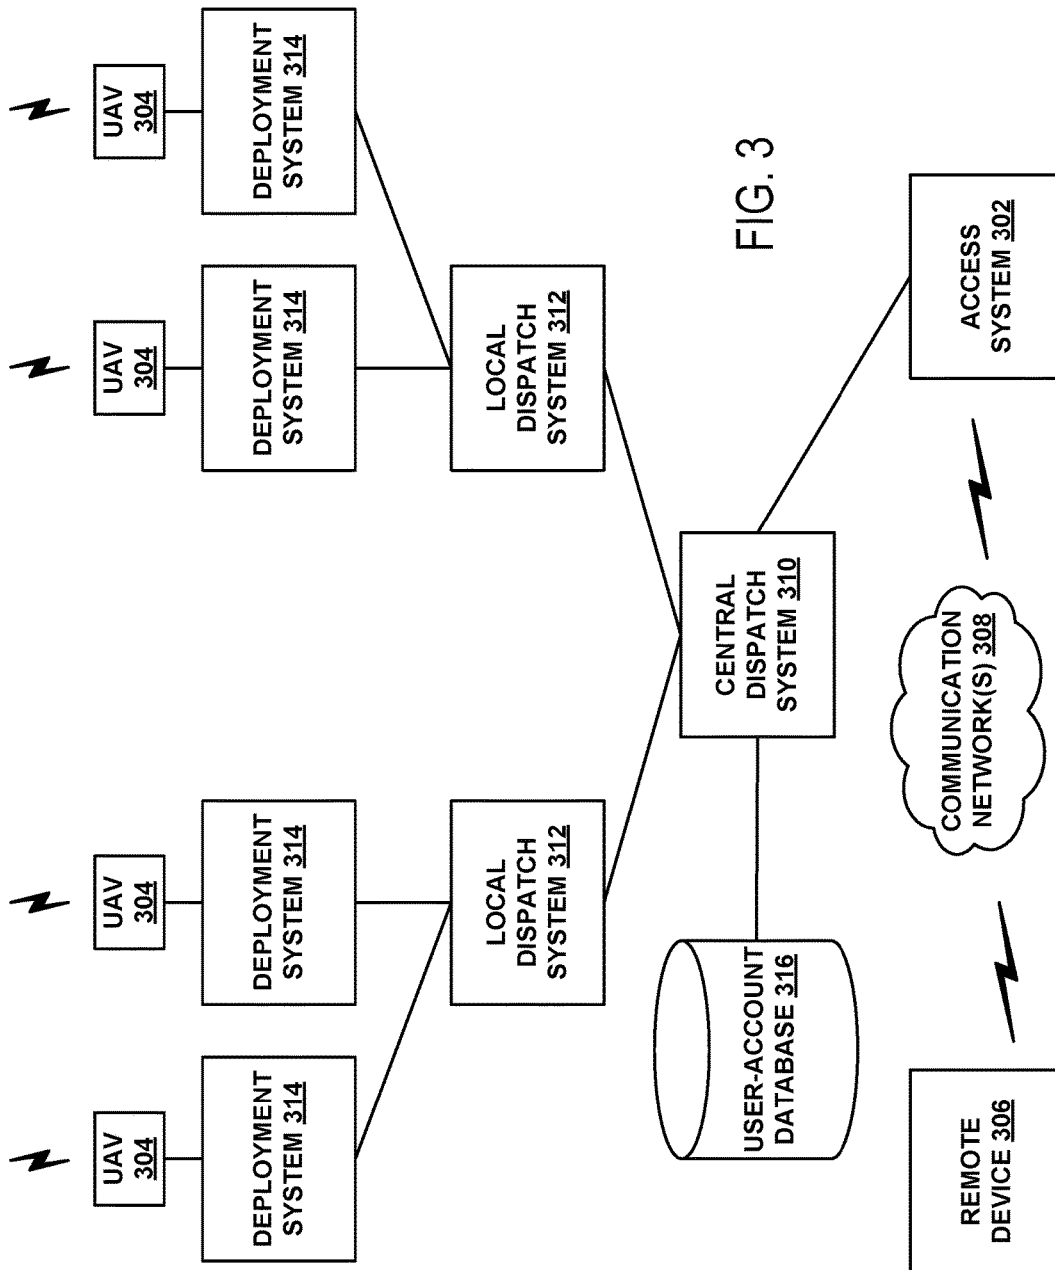 UAV
304
UAV
304
UAV
304
UAV
304
DEPLOYMENT
SYSTEM 314
DEPLOYMENT
SYSTEM 314
DEPLOYMENT
SYSTEM 314
DEPLOYMENT
SYSTEM 314
LOCAL
DISPATCH
SYSTEM 312
LOCAL
DISPATCH
SYSTEM 312
USER-ACCOUNT
DATABASE 316
CENTRAL
DISPATCH
SYSTEM 310
FIG. 3
REMOTE
DEVICE 306
COMMUNICATION
NETWORK(S) 308
ACCESS
SYSTEM 302